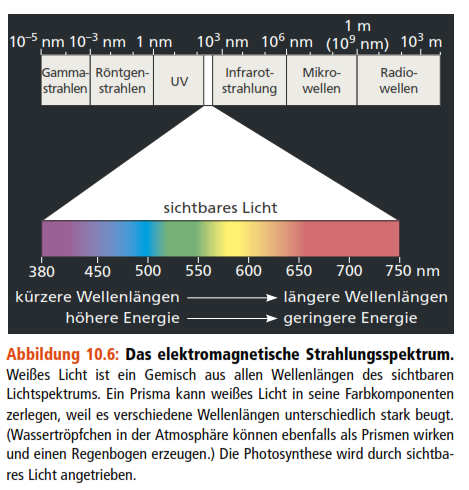 1 m
10⁻⁵ nm 10⁻³ nm 1 nm 10³ nm 10⁶ nm (10⁹ nm) 10³ m
Gamma- Röntgen- UV Infrarot- Mikro- Radio-
strahlen strahlen strahlung wellen wellen
sichtbares Licht
380 450 500 550 600 650 700 750 nm
kürzere Wellenlängen längere Wellenlängen
höhere Energie geringere Energie
Abbildung 10.6: Das elektromagnetische Strahlungsspektrum.
Weißes Licht ist ein Gemisch aus allen Wellenlängen des sichtbaren
Lichtspektrums. Ein Prisma kann weißes Licht in seine Farbkomponenten
zerlegen, weil es verschiedene Wellenlängen unterschiedlich stark beugt.
(Wassertröpfchen in der Atmosphäre können ebenfalls als Prismen wirken
und einen Regenbogen erzeugen.) Die Photosynthese wird durch sichtba-
res Licht angetrieben.